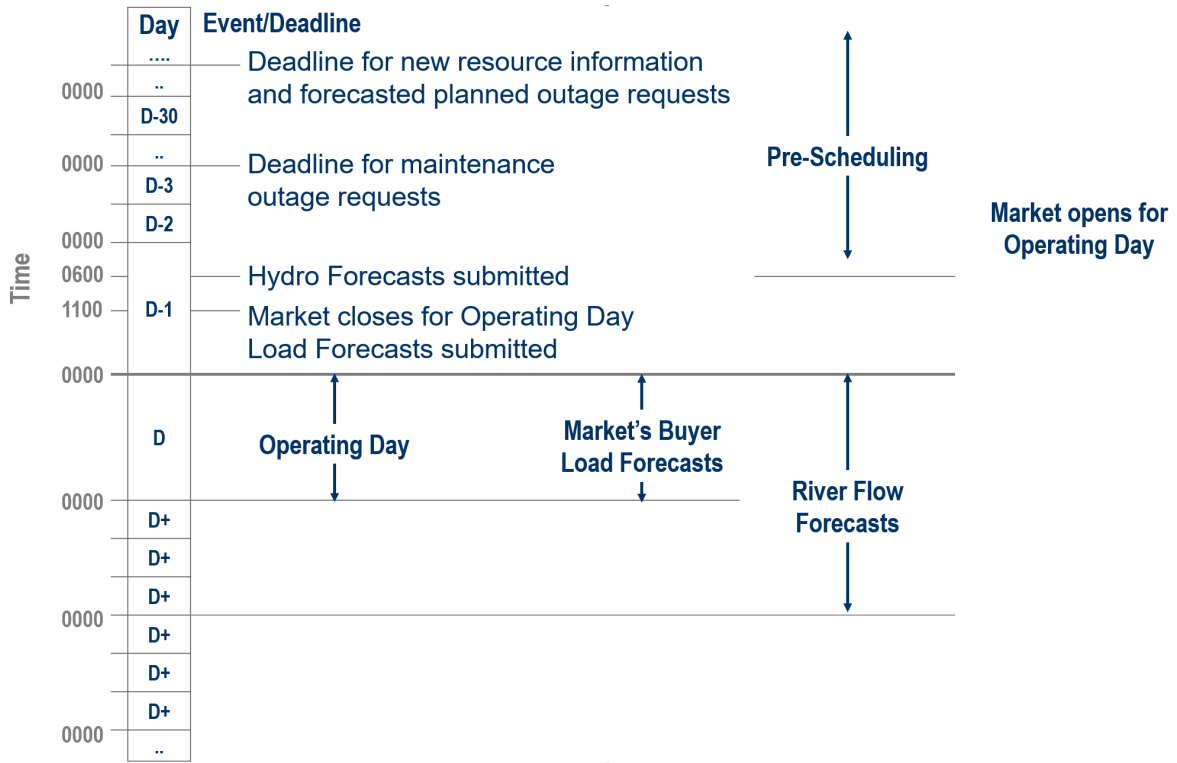 Day Event/Deadline
....
Deadline for new resource information
0000 ..
and forecasted planned outage requests
D-30
..
0000
Deadline for maintenance
D-3
outage requests
Pre-Scheduling
D-2
0000
Market opens for
Operating Day
Time
0600
Hydro Forecasts submitted
1100
D-1
Market closes for Operating Day
Load Forecasts submitted
0000
D
Operating Day
Market's Buyer
Load Forecasts
River Flow
Forecasts
0000
D+
D+
D+
0000
D+
D+
D+
0000
..